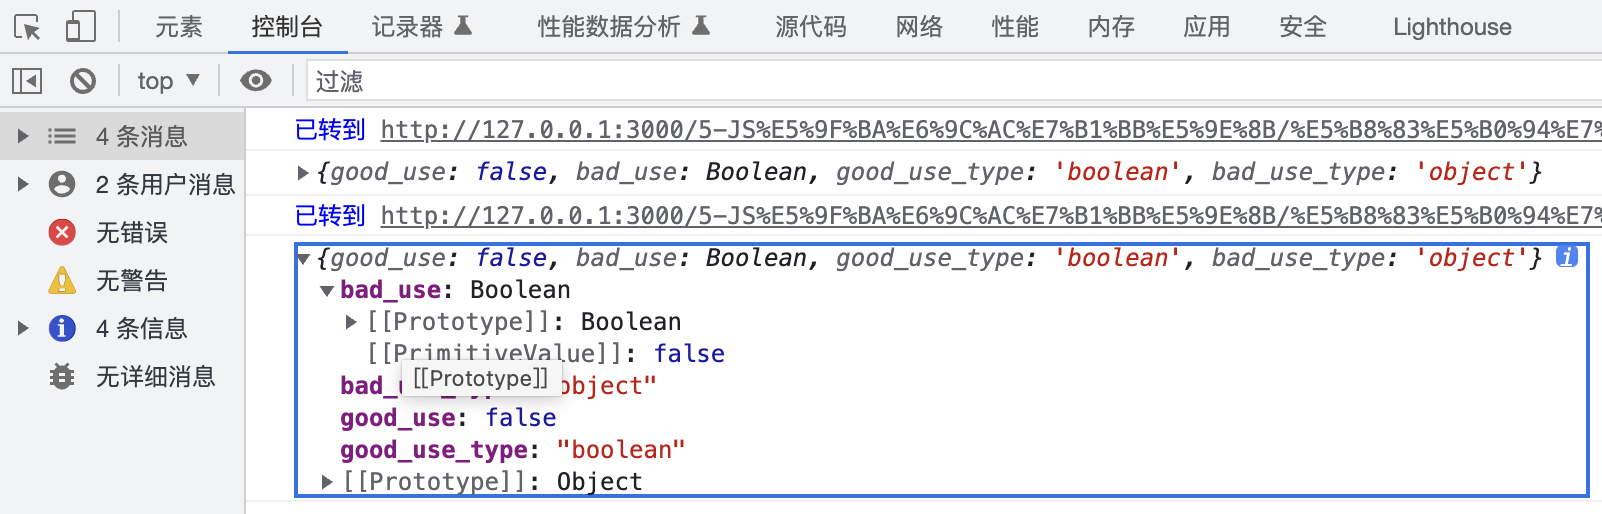 元素 控制台 记录器 性能数据分析 源代码 网络 性能 内存 应用 安全 Lighthouse
top 过滤
4 条消息
2 条用户消息
无错误
无警告
4 条信息
无详细消息
已转到 http://127.0.0.1:3000/5-JS%E5%9F%BA%E6%9C%AC%E7%B1%BB%E5%9E%8B/%E5%B8%83%E5%B0%94%E7%
{good_use: false, bad_use: Boolean, good_use_type: 'boolean', bad_use_type: 'object'}
已转到 http://127.0.0.1:3000/5-JS%E5%9F%BA%E6%9C%AC%E7%B1%BB%E5%9E%8B/%E5%B8%83%E5%B0%94%E7%
{good_use: false, bad_use: Boolean, good_use_type: 'boolean', bad_use_type: 'object'} i
bad_use: Boolean
[[Prototype]]: Boolean
[[PrimitiveValue]]: false
[[Prototype]]
object"
good_use: false
good_use_type: "boolean"
[[Prototype]]: Object